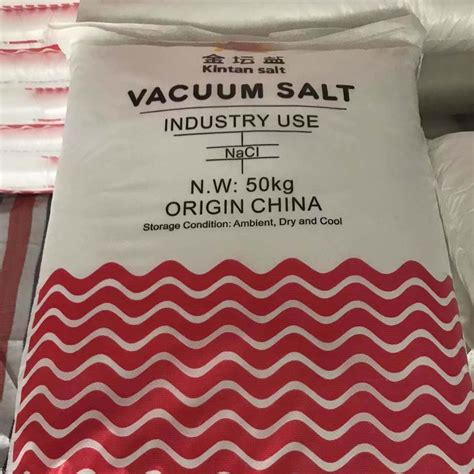 金坛盐
Kintan salt
VACUUM SALT
INDUSTRY USE
NaCl
N.W: 50kg
ORIGIN CHINA
Storage Condition: Ambient, Dry and Cool